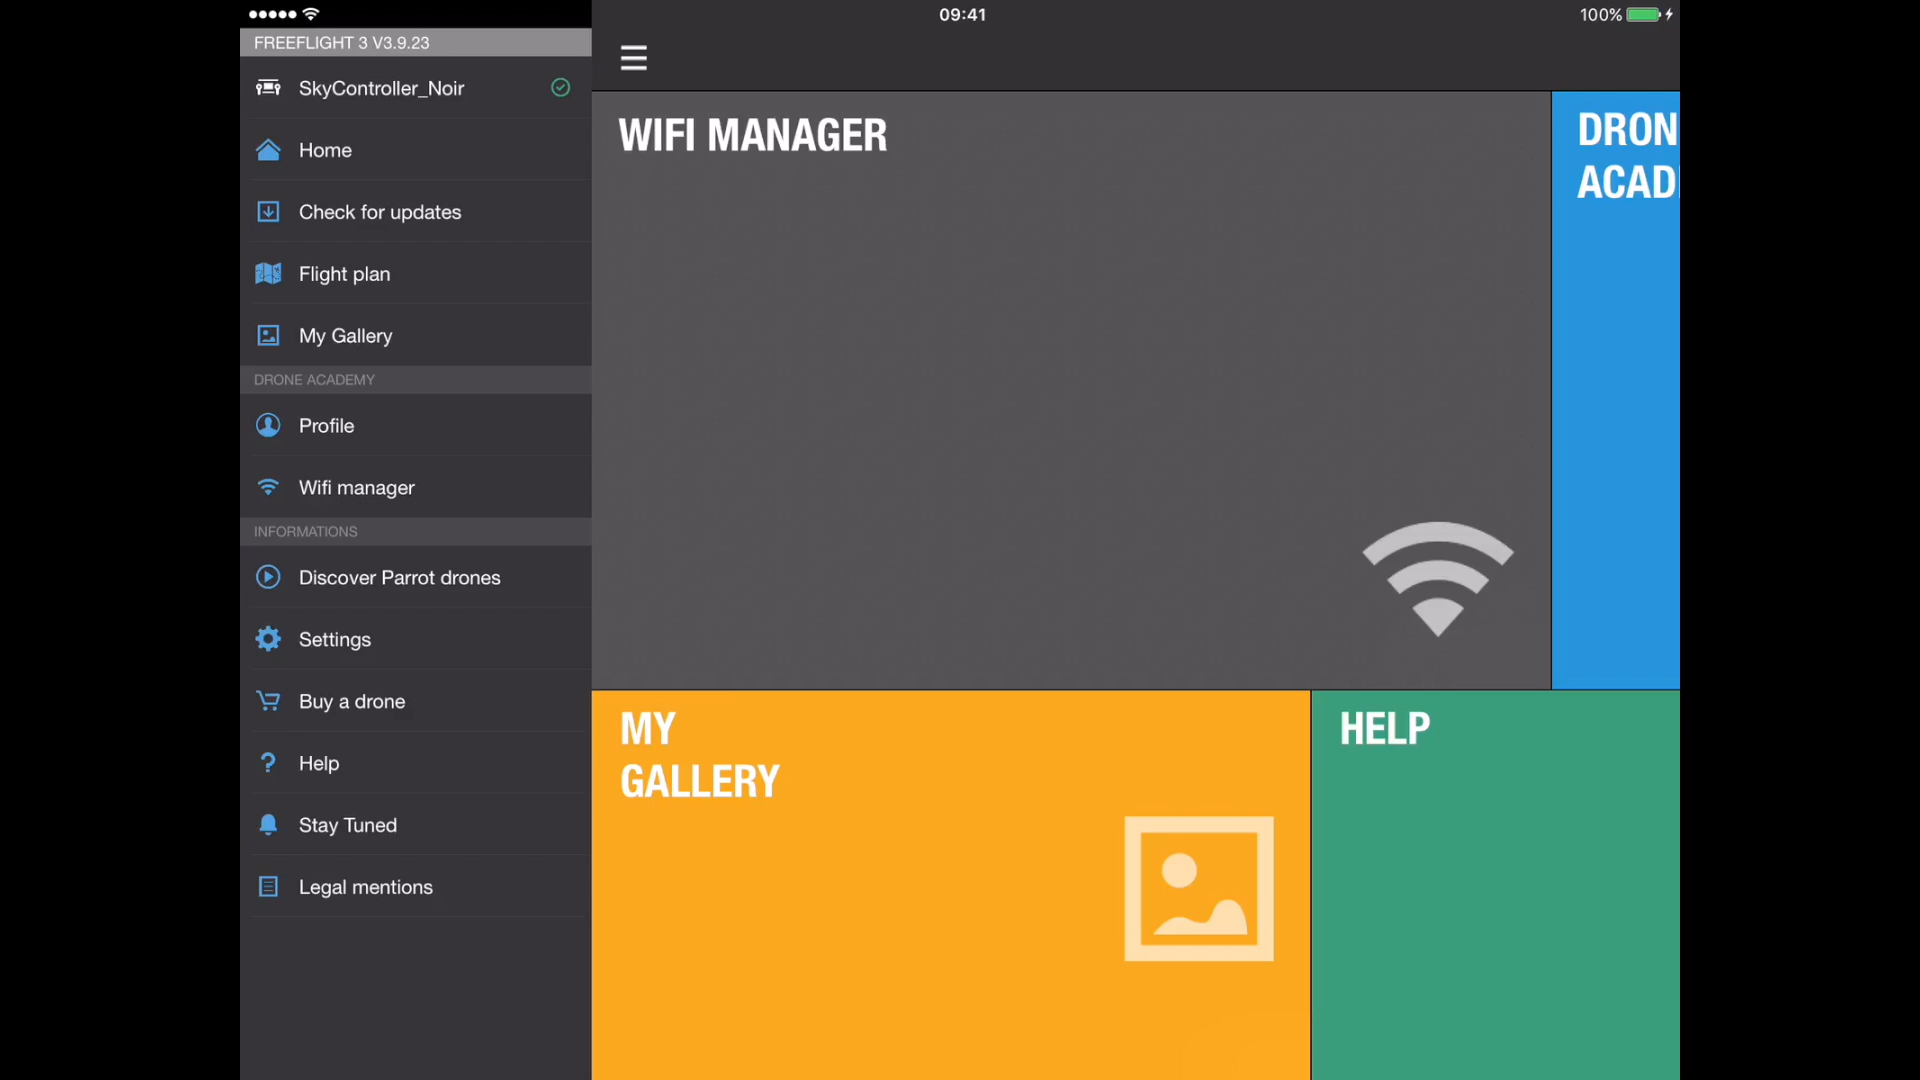 09:41
100%
FREEFLIGHT 3 V3.9.23
SkyController_Noir
Home
Check for updates
Flight plan
My Gallery
DRONE ACADEMY
Profile
Wifi manager
INFORMATIONS
Discover Parrot drones
Settings
Buy a drone
Help
Stay Tuned
Legal mentions
WIFI MANAGER
DRON
ACAD
MY
GALLERY
HELP